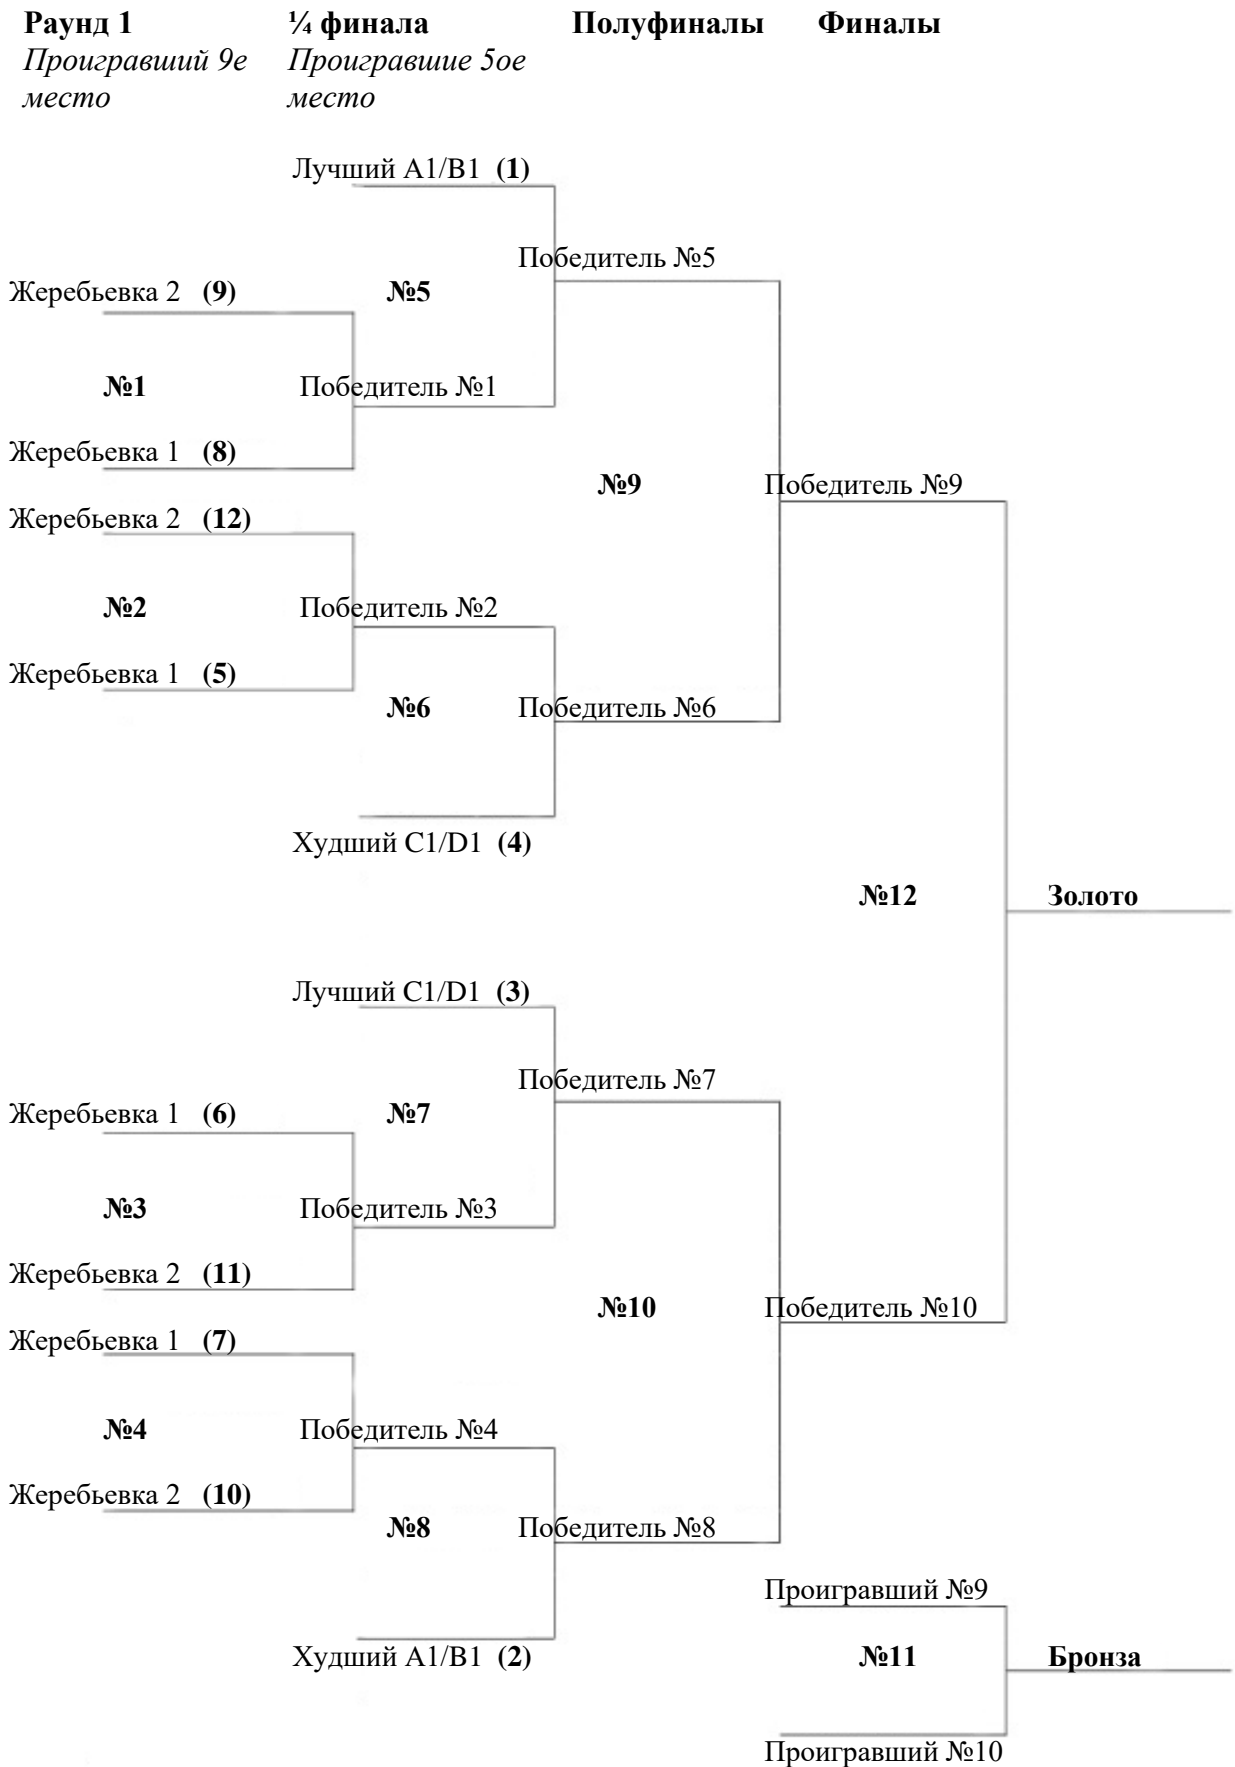 Раунд 1 ¼ финала Полуфиналы Финалы
Проигравший 9е Проигравшие 5ое
место место
Лучший A1/B1 (1)
Победитель №5
Жеребьевка 2 (9) №5
№1 Победитель №1
Жеребьевка 1 (8)
№9 Победитель №9
Жеребьевка 2 (12)
№2 Победитель №2
Жеребьевка 1 (5)
№6 Победитель №6
Худший C1/D1 (4)
№12 Золото
Лучший C1/D1 (3)
Победитель №7
Жеребьевка 1 (6) №7
№3 Победитель №3
Жеребьевка 2 (11)
№10 Победитель №10
Жеребьевка 1 (7)
№4 Победитель №4
Жеребьевка 2 (10)
№8 Победитель №8
Проигравший №9
Худший A1/B1 (2) №11 Бронза
Проигравший №10